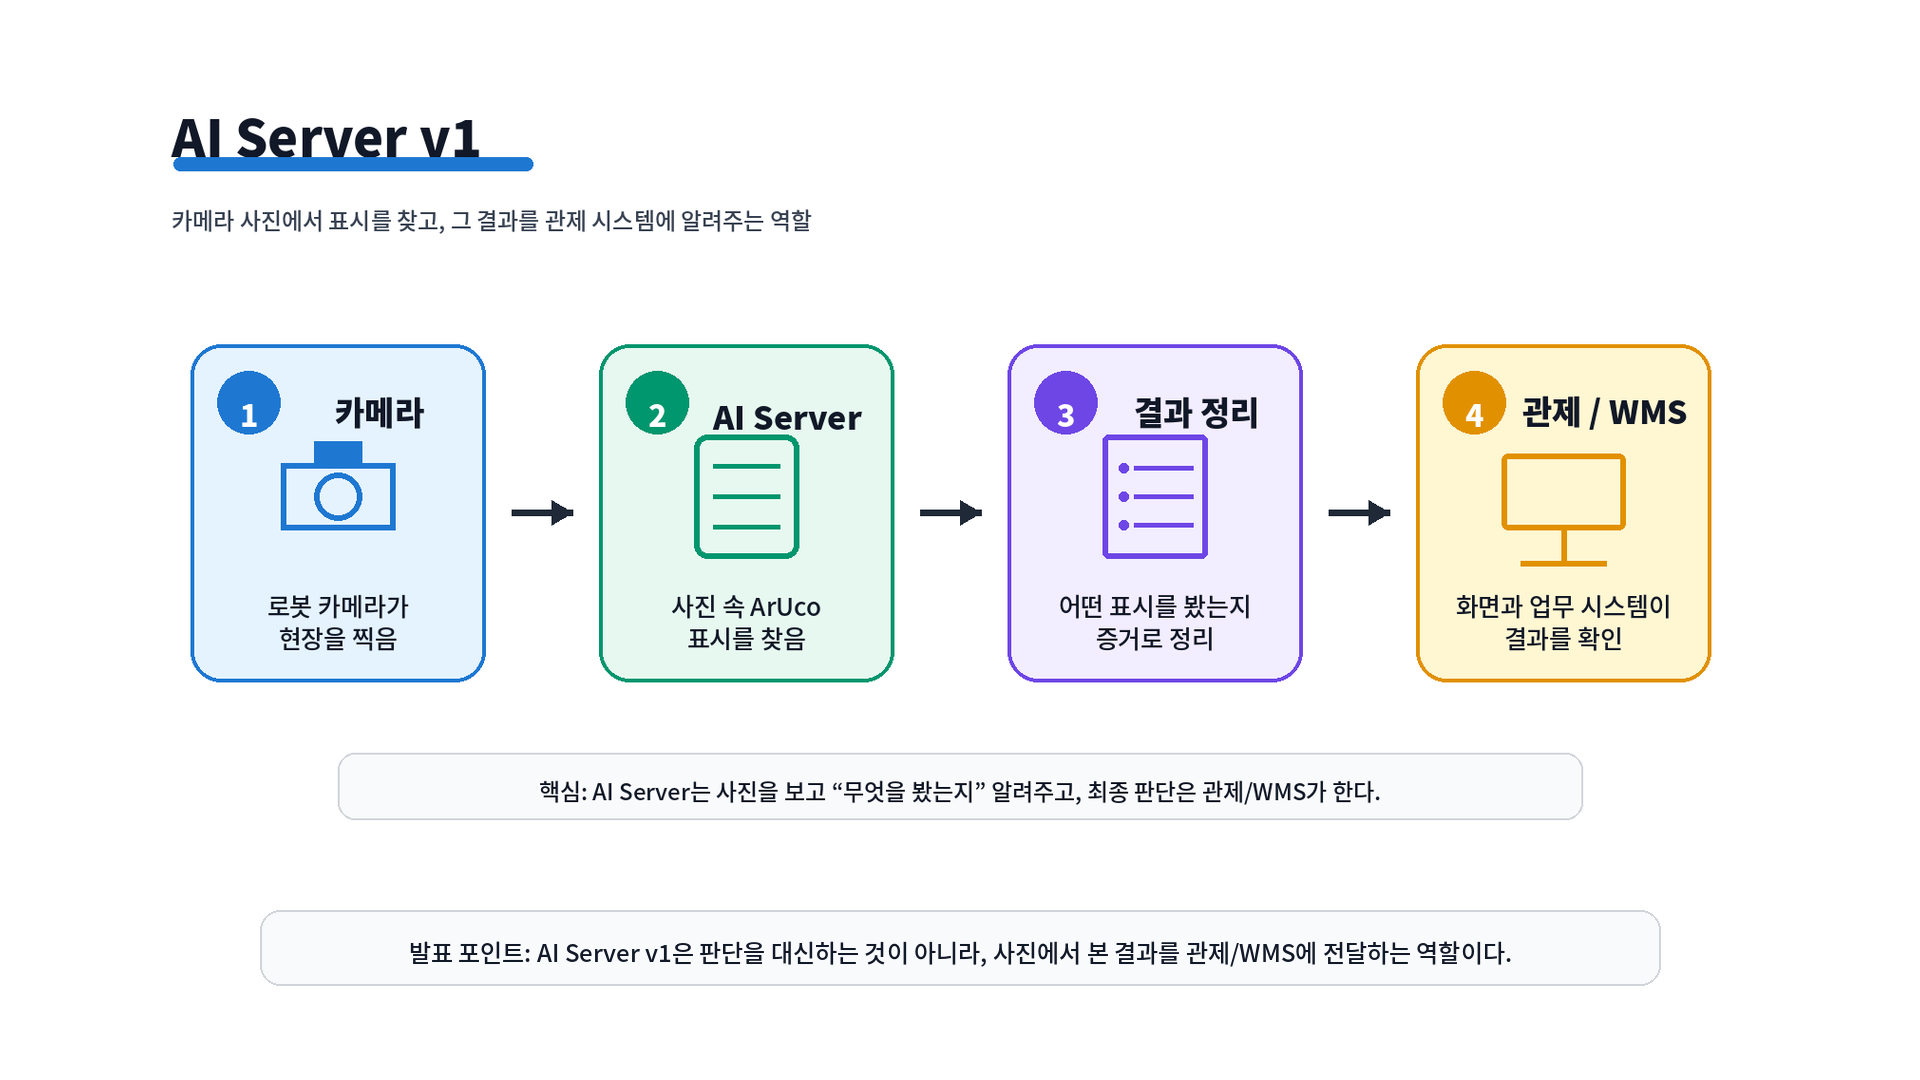 AI Server v1
카메라 사진에서 표시를 찾고, 그 결과를 관제 시스템에 알려주는 역할
1
카메라
로봇 카메라가
현장을 찍음
2
AI Server
사진 속 ArUco
표시를 찾음
3
결과 정리
어떤 표시를 봤는지
증거로 정리
4
관제 / WMS
화면과 업무 시스템이
결과를 확인
핵심: AI Server는 사진을 보고 “무엇을 봤는지” 알려주고, 최종 판단은 관제/WMS가 한다.
발표 포인트: AI Server v1은 판단을 대신하는 것이 아니라, 사진에서 본 결과를 관제/WMS에 전달하는 역할이다.